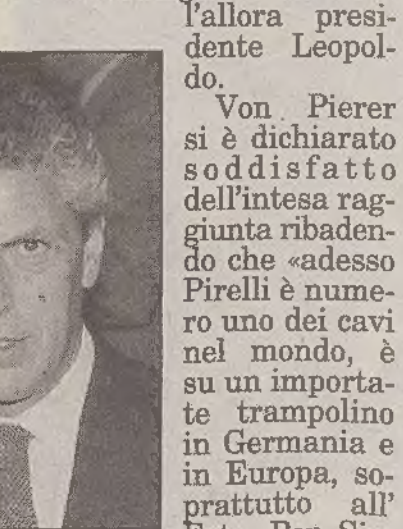 l'allora presi-
dente Leopol-
do.
Von Pierer
si è dichiarato
soddisfatto
dell'intesa rag-
giunta ribaden-
do che «adesso
Pirelli è nume-
ro uno dei cavi
nel mondo, è
su un importa-
te trampolino
in Germania e
in Europa, so-
prattutto all'